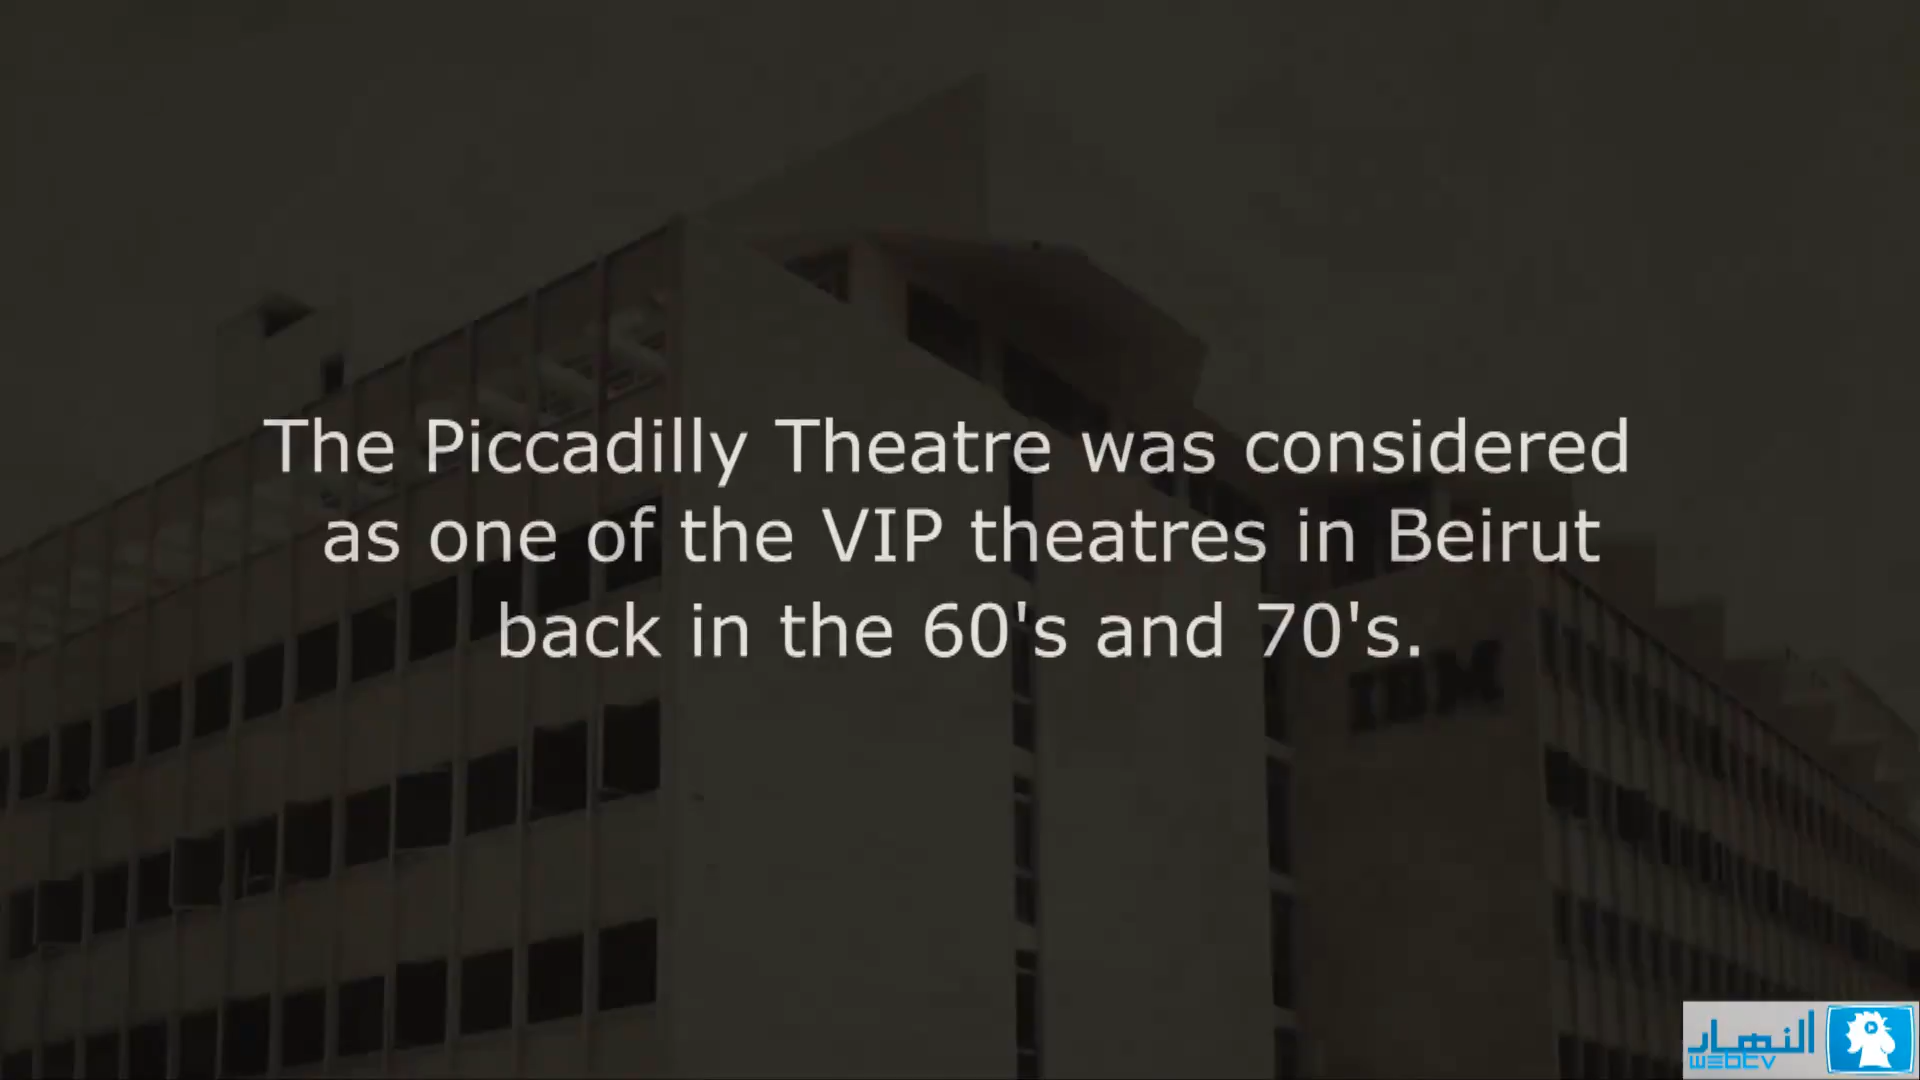 The Piccadilly Theatre was considered
as one of the VIP theatres in Beirut
back in the 60's and 70's.
IBM
النهار
WEBTV